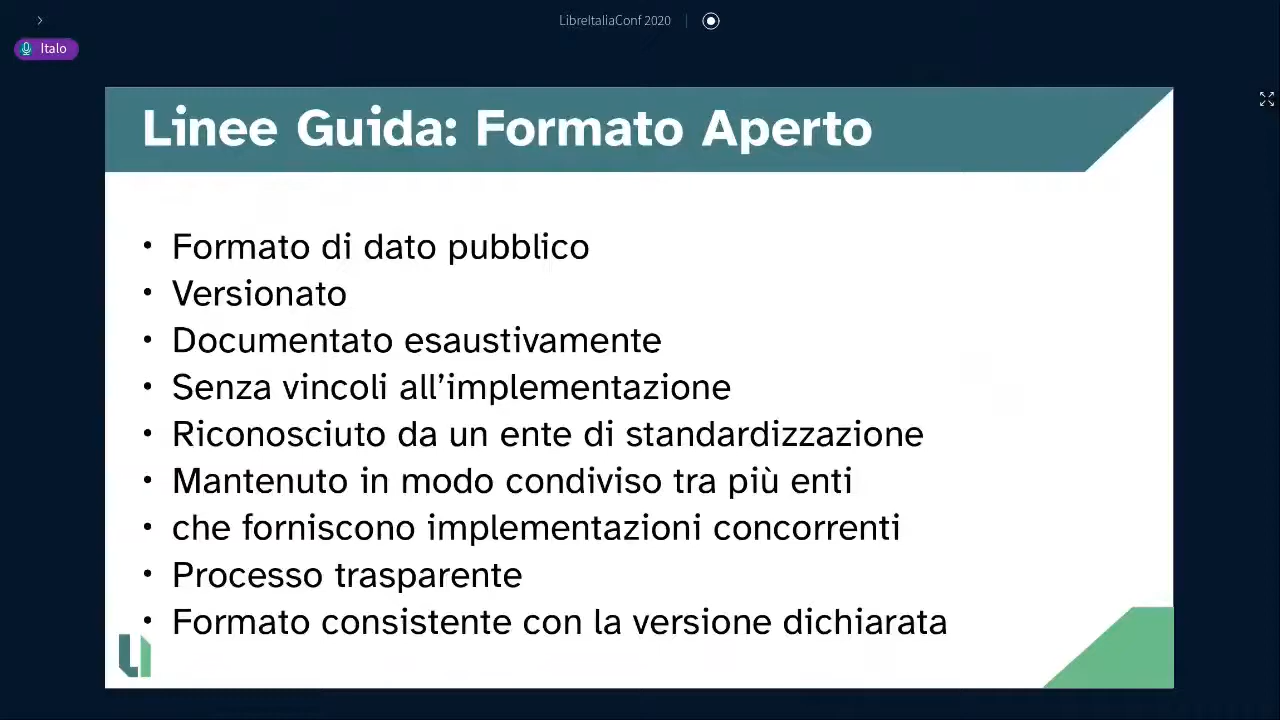 LibreItaliaConf 2020
Italo
Linee Guida: Formato Aperto
• Formato di dato pubblico
• Versionato
• Documentato esaustivamente
• Senza vincoli all’implementazione
• Riconosciuto da un ente di standardizzazione
• Mantenuto in modo condiviso tra più enti
• che forniscono implementazioni concorrenti
• Processo trasparente
• Formato consistente con la versione dichiarata